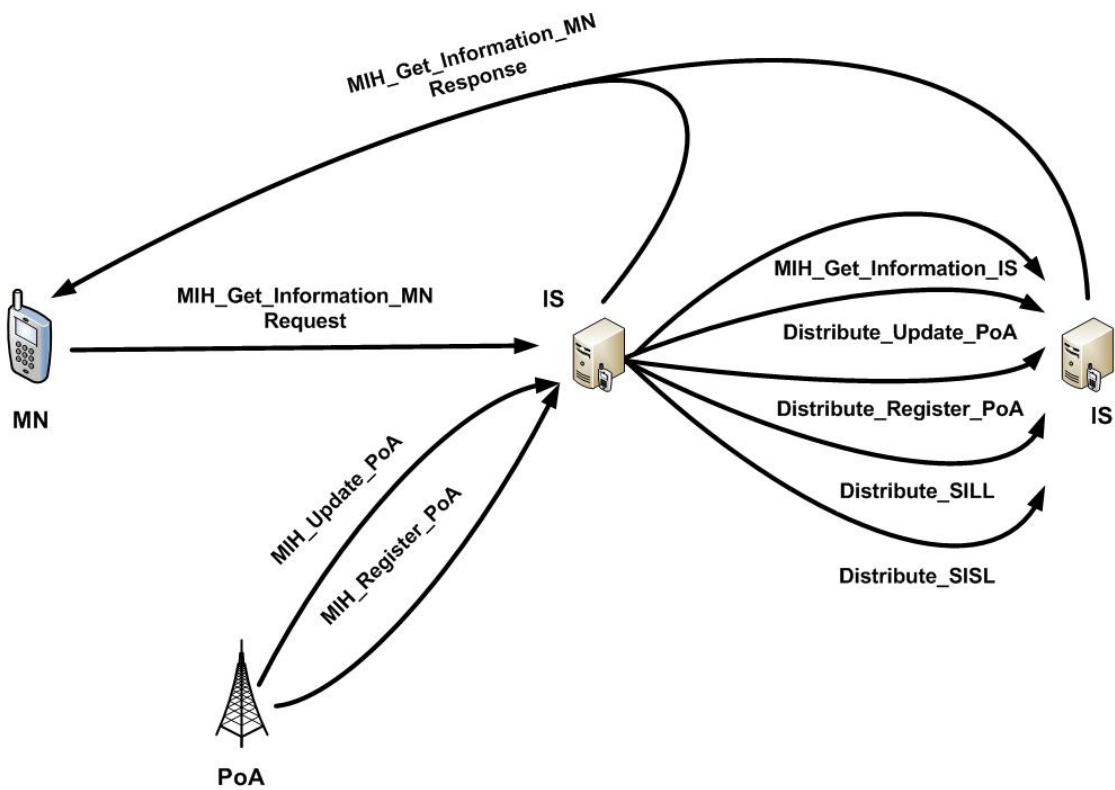 MIH_Get_Information_MN
Response
MIH_Get_Information_MN
Request
IS
MIH_Get_Information_IS
Distribute_Update_PoA
MN
Distribute_Register_PoA
IS
MIH_Update_PoA
MIH_Register_PoA
Distribute_SILL
Distribute_SISL
PoA